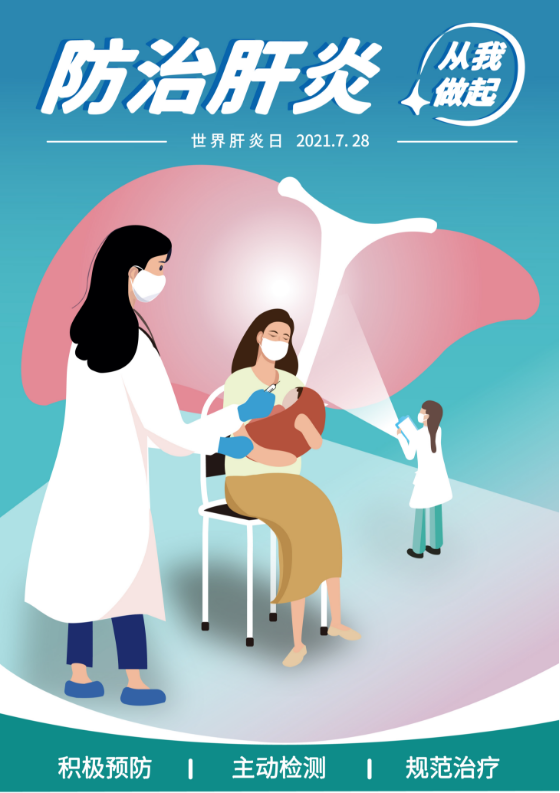 防治肝炎
从我
做起
世界肝炎日 2021.7.28
积极预防 | 主动检测 | 规范治疗